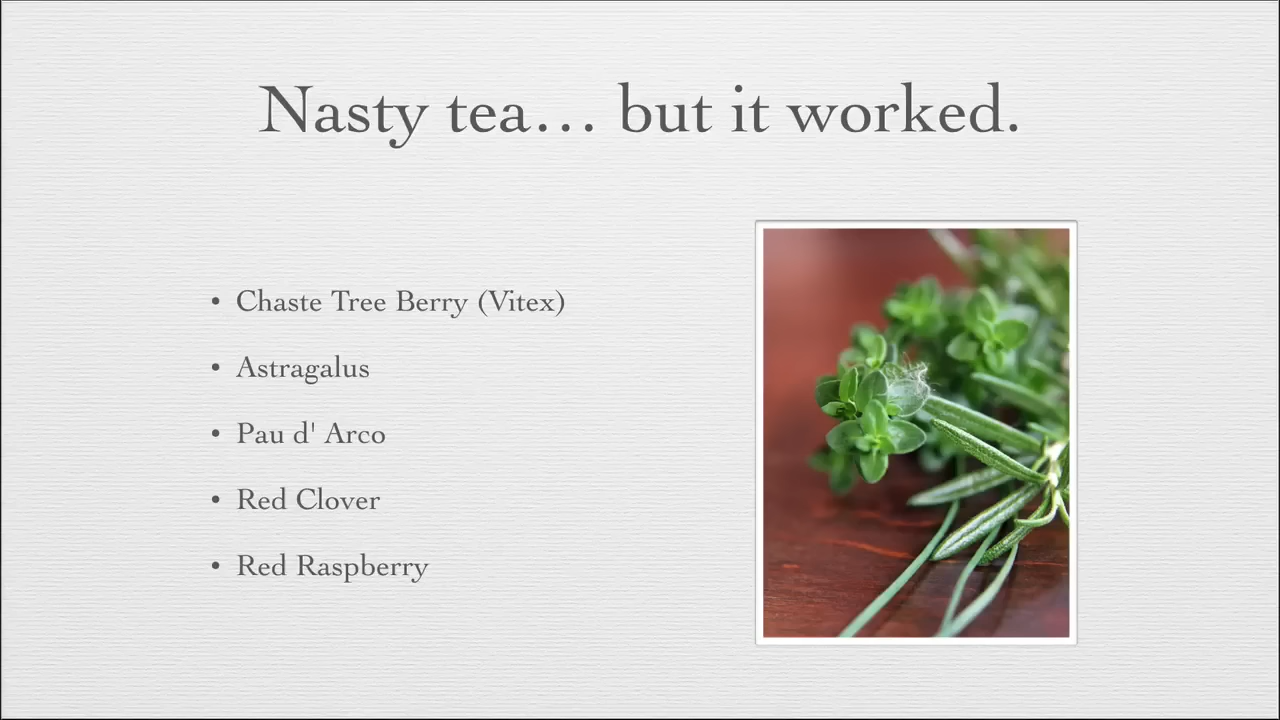 Nasty tea… but it worked.
• Chaste Tree Berry (Vitex)
• Astragalus
• Pau d' Arco
• Red Clover
• Red Raspberry